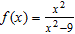 f(x) = x²/(x²−9)